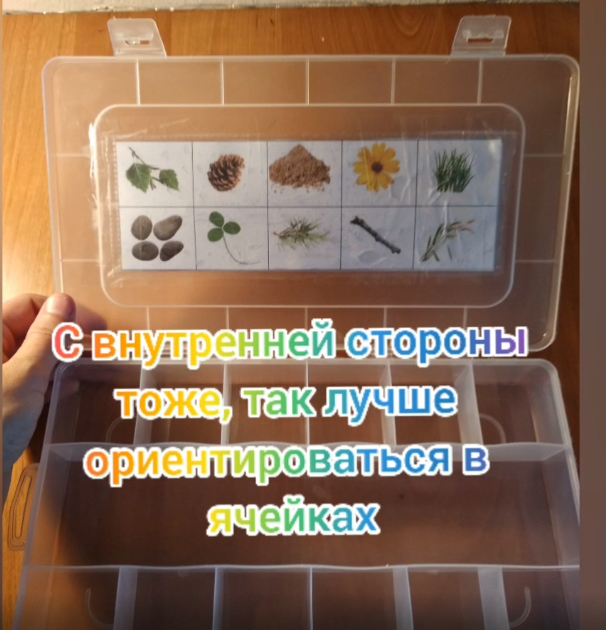 С внутренней стороны
тоже, так лучше
ориентироваться в
ячейках